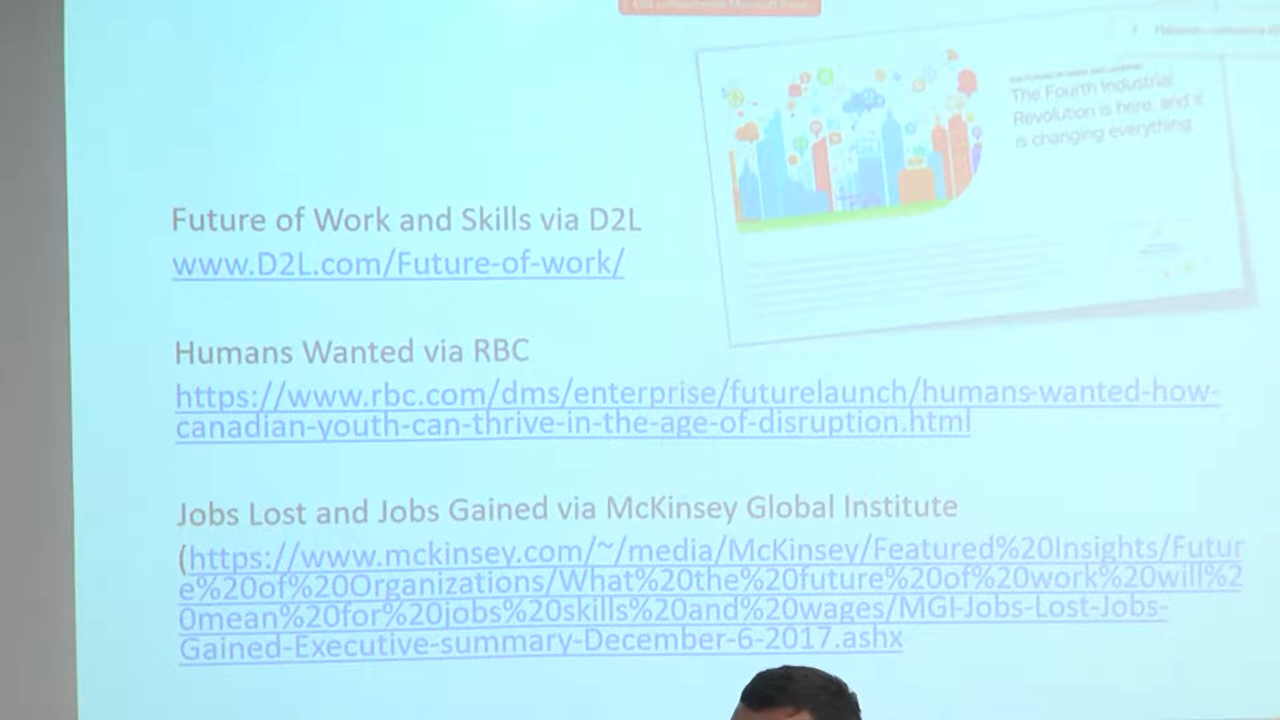 The Fourth Industrial
Revolution is here, and it
is changing everything.
Future of Work and Skills via D2L
www.D2L.com/Future-of-work/
Humans Wanted via RBC
https://www.rbc.com/dms/enterprise/futurelaunch/humans-wanted-how-
canadian-youth-can-thrive-in-the-age-of-disruption.html
Jobs Lost and Jobs Gained via McKinsey Global Institute
(https://www.mckinsey.com/~/media/McKinsey/Featured%20Insights/Futur
e%20of%20Organizations/What%20the%20future%20of%20work%20will%2
0mean%20for%20jobs%20skills%20and%20wages/MGI-Jobs-Lost-Jobs-
Gained-Executive-summary-December-6-2017.ashx